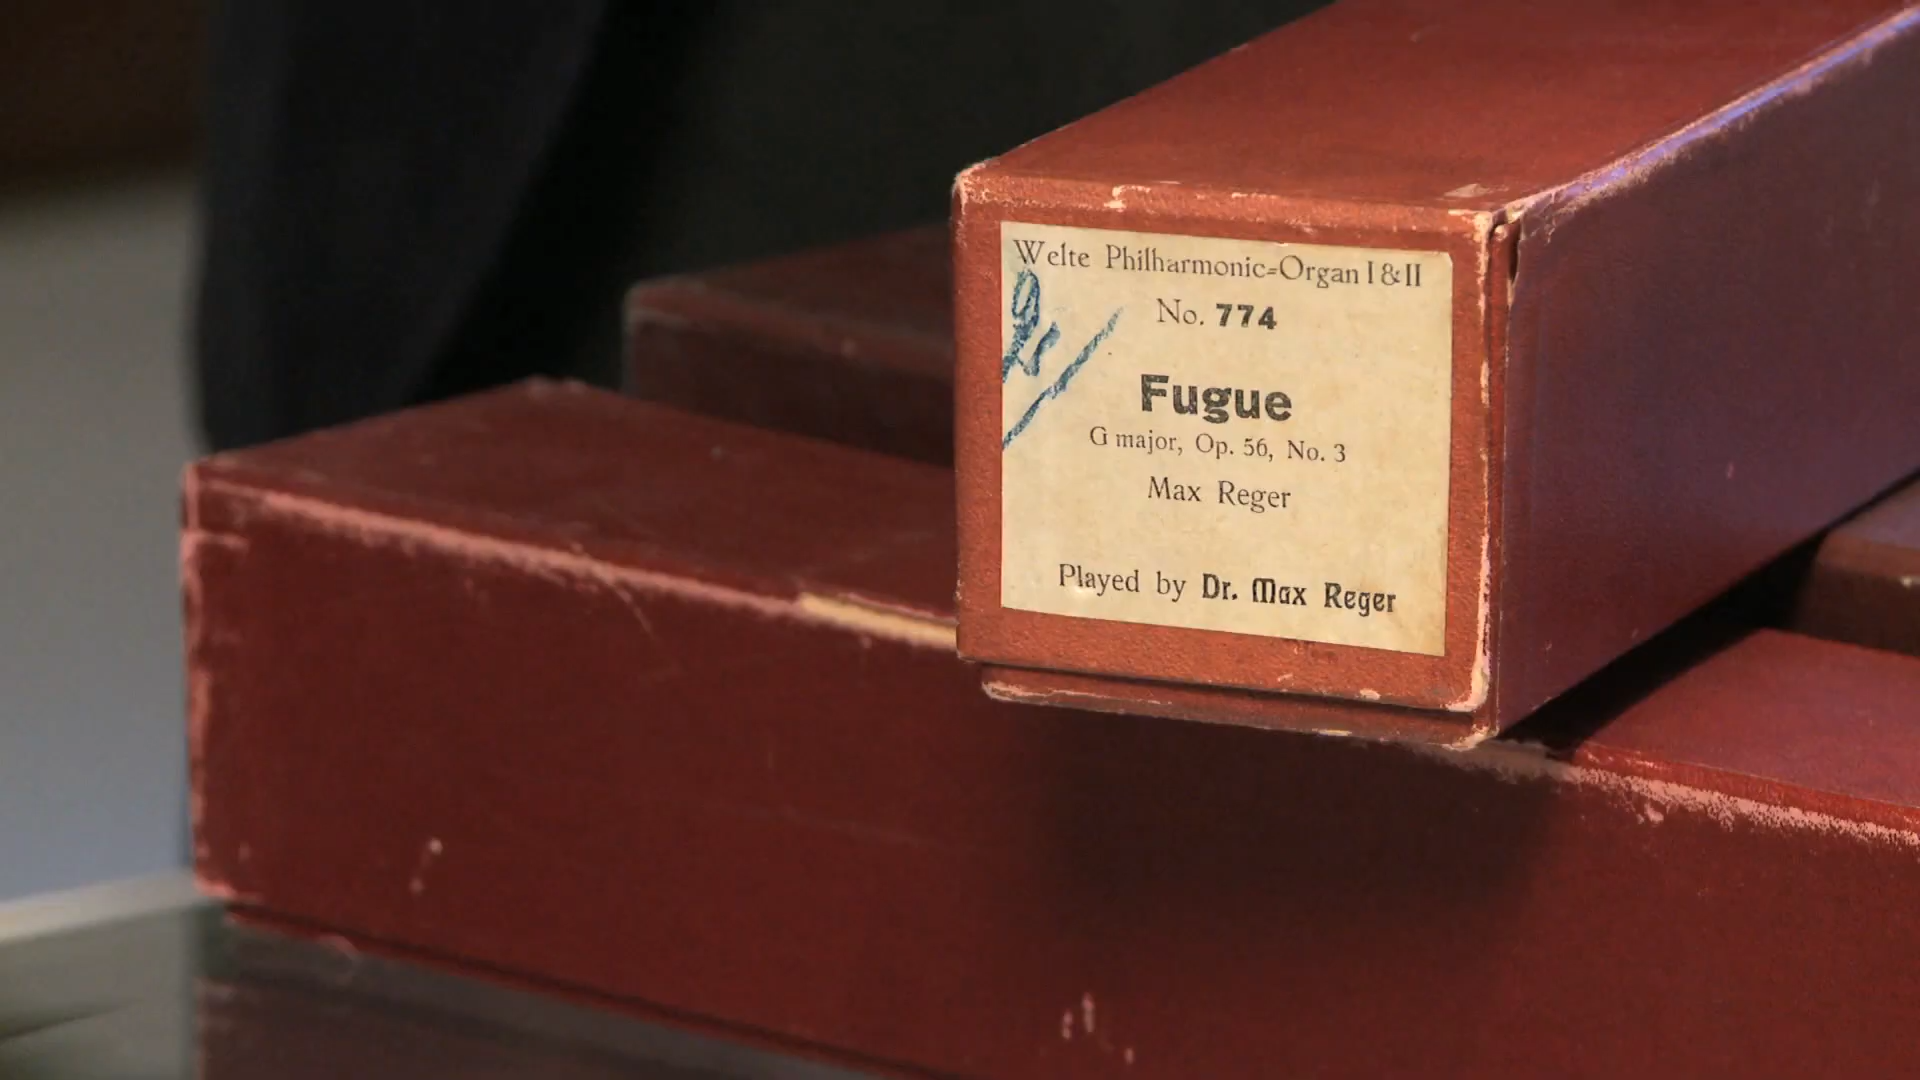 Welte Philharmonic=Organ I & II
No. 774
Fugue
G major, Op. 56, No. 3
Max Reger
Played by Dr. Max Reger